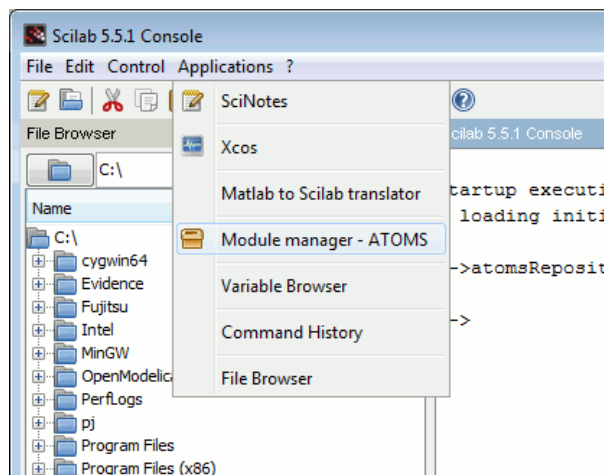 Scilab 5.5.1 Console
File Edit Control Applications ?
File Browser
C:\
Name
C:\
cygwin64
Evidence
Fujitsu
Intel
MinGW
OpenModelica
PerfLogs
pj
Program Files
Program Files (x86)
SciNotes
Xcos
Matlab to Scilab translator
Module manager - ATOMS
Variable Browser
Command History
File Browser
cilab 5.5.1 Console
tartup executi
loading initi
->atomsReposit
->